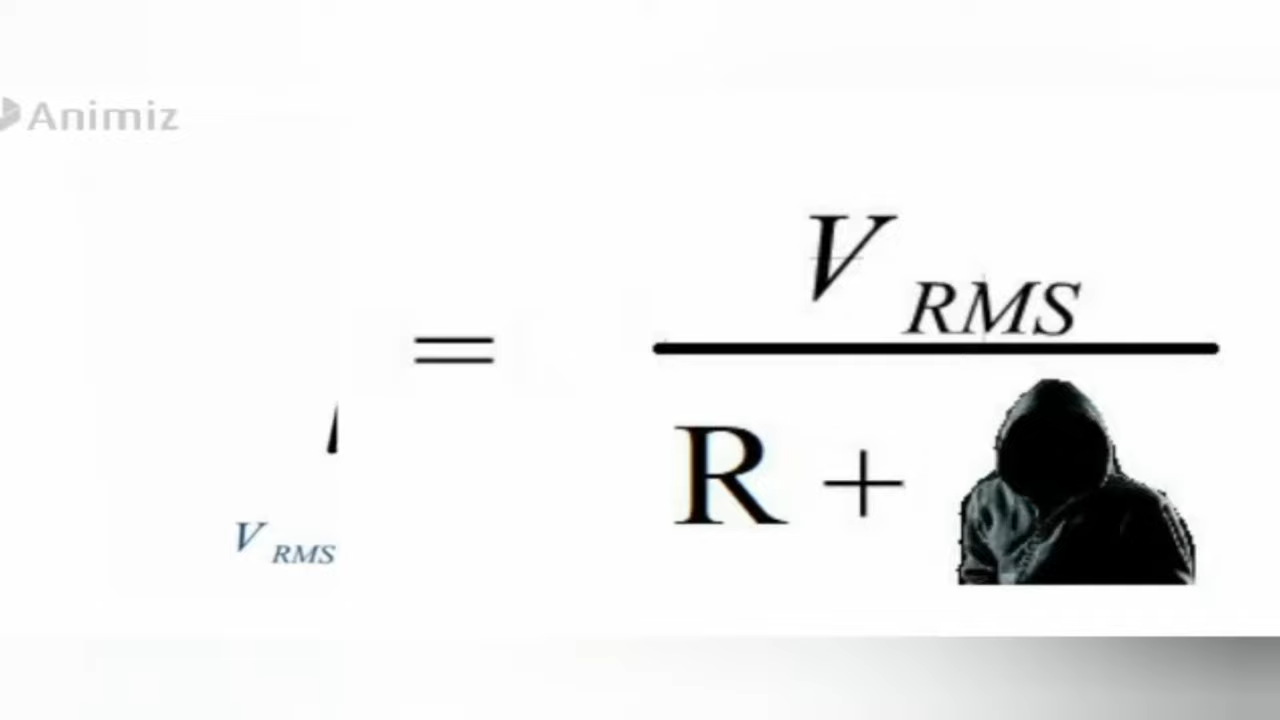 Animiz
V RMS
=
R +
V RMS